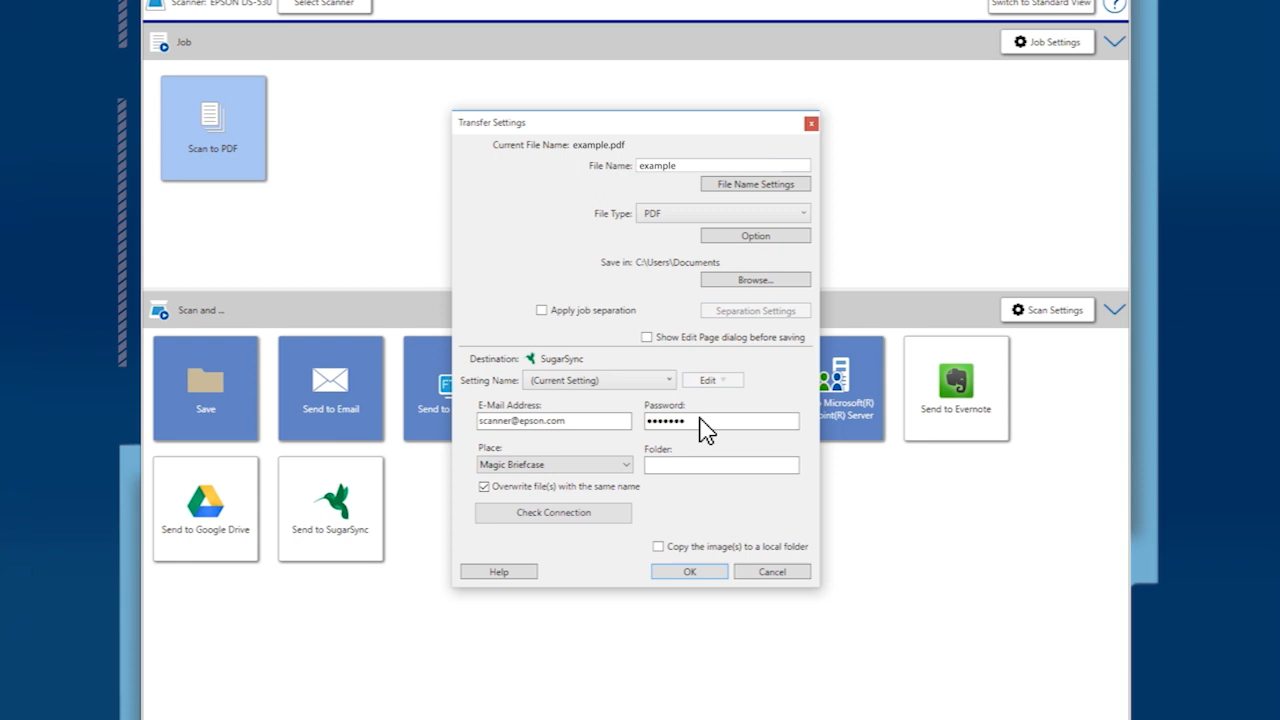 Scanner: EPSON DS-530
Select Scanner
Switch to Standard View
?
Job
Job Settings
Scan to PDF
Transfer Settings
x
Current File Name: example.pdf
File Name: example
File Name Settings
File Type: PDF
Option
Save in: C:\Users\Documents
Browse...
Apply job separation
Separation Settings
Show Edit Page dialog before saving
Destination: SugarSync
Setting Name: (Current Setting)
Edit
E-Mail Address:
Password:
scanner@epson.com
•••••••
Place:
Folder:
Magic Briefcase
Overwrite file(s) with the same name
Check Connection
Copy the image(s) to a local folder
Help
OK
Cancel
Scan and ...
Scan Settings
Save
Send to Email
FT
Send to
Microsoft(R)
Server
Send to Evernote
Send to Google Drive
Send to SugarSync